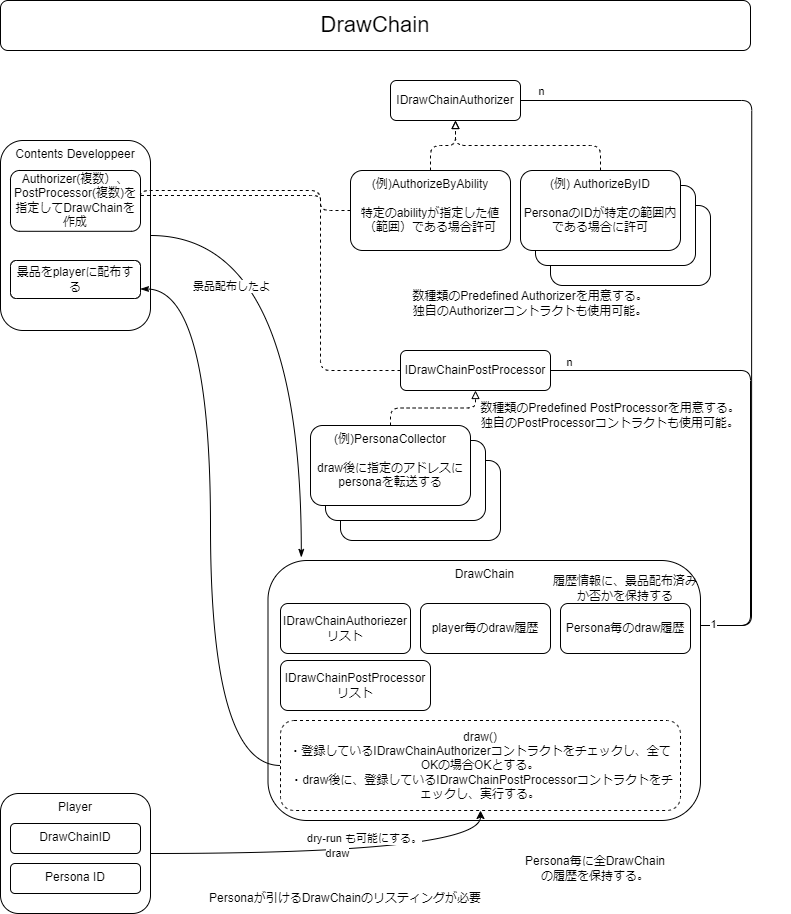 DrawChain
IDrawChainAuthorizer
n
Contents Developpeer
Authorizer(複数）、
PostProcessor(複数)を
指定してDrawChainを
作成
(例)AuthorizeByAbility
特定のabilityが指定した値
（範囲）である場合許可
(例) AuthorizeByID
PersonaのIDが特定の範囲内
である場合に許可
景品をplayerに配布す
る
景品配布したよ
数種類のPredefined Authorizerを用意する。
独自のAuthorizerコントラクトも使用可能。
IDrawChainPostProcessor
n
数種類のPredefined PostProcessorを用意する。
独自のPostProcessorコントラクトも使用可能。
(例)PersonaCollector
draw後に指定のアドレスに
personaを転送する
DrawChain
履歴情報に、景品配布済み
か否かを保持する
IDrawChainAuthoriezer
リスト
player毎のdraw履歴
Persona毎のdraw履歴
1
IDrawChainPostProcessor
リスト
draw()
・登録しているIDrawChainAuthorizerコントラクトをチェックし、全て
OKの場合OKとする。
・draw後に、登録しているIDrawChainPostProcessorコントラクトをチ
ェックし、実行する。
Player
DrawChainID
Persona ID
dry-run も可能にする。
draw
Persona毎に全DrawChain
の履歴を保持する。
Personaが引けるDrawChainのリスティングが必要